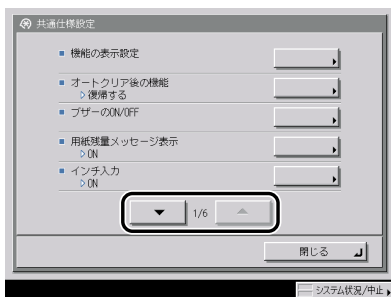 共通仕様設定
機能の表示設定
オートクリア後の機能
復帰する
ブザーのON/OFF
用紙残量メッセージ表示
ON
インチ入力
ON
1/6
閉じる
システム状況/中止